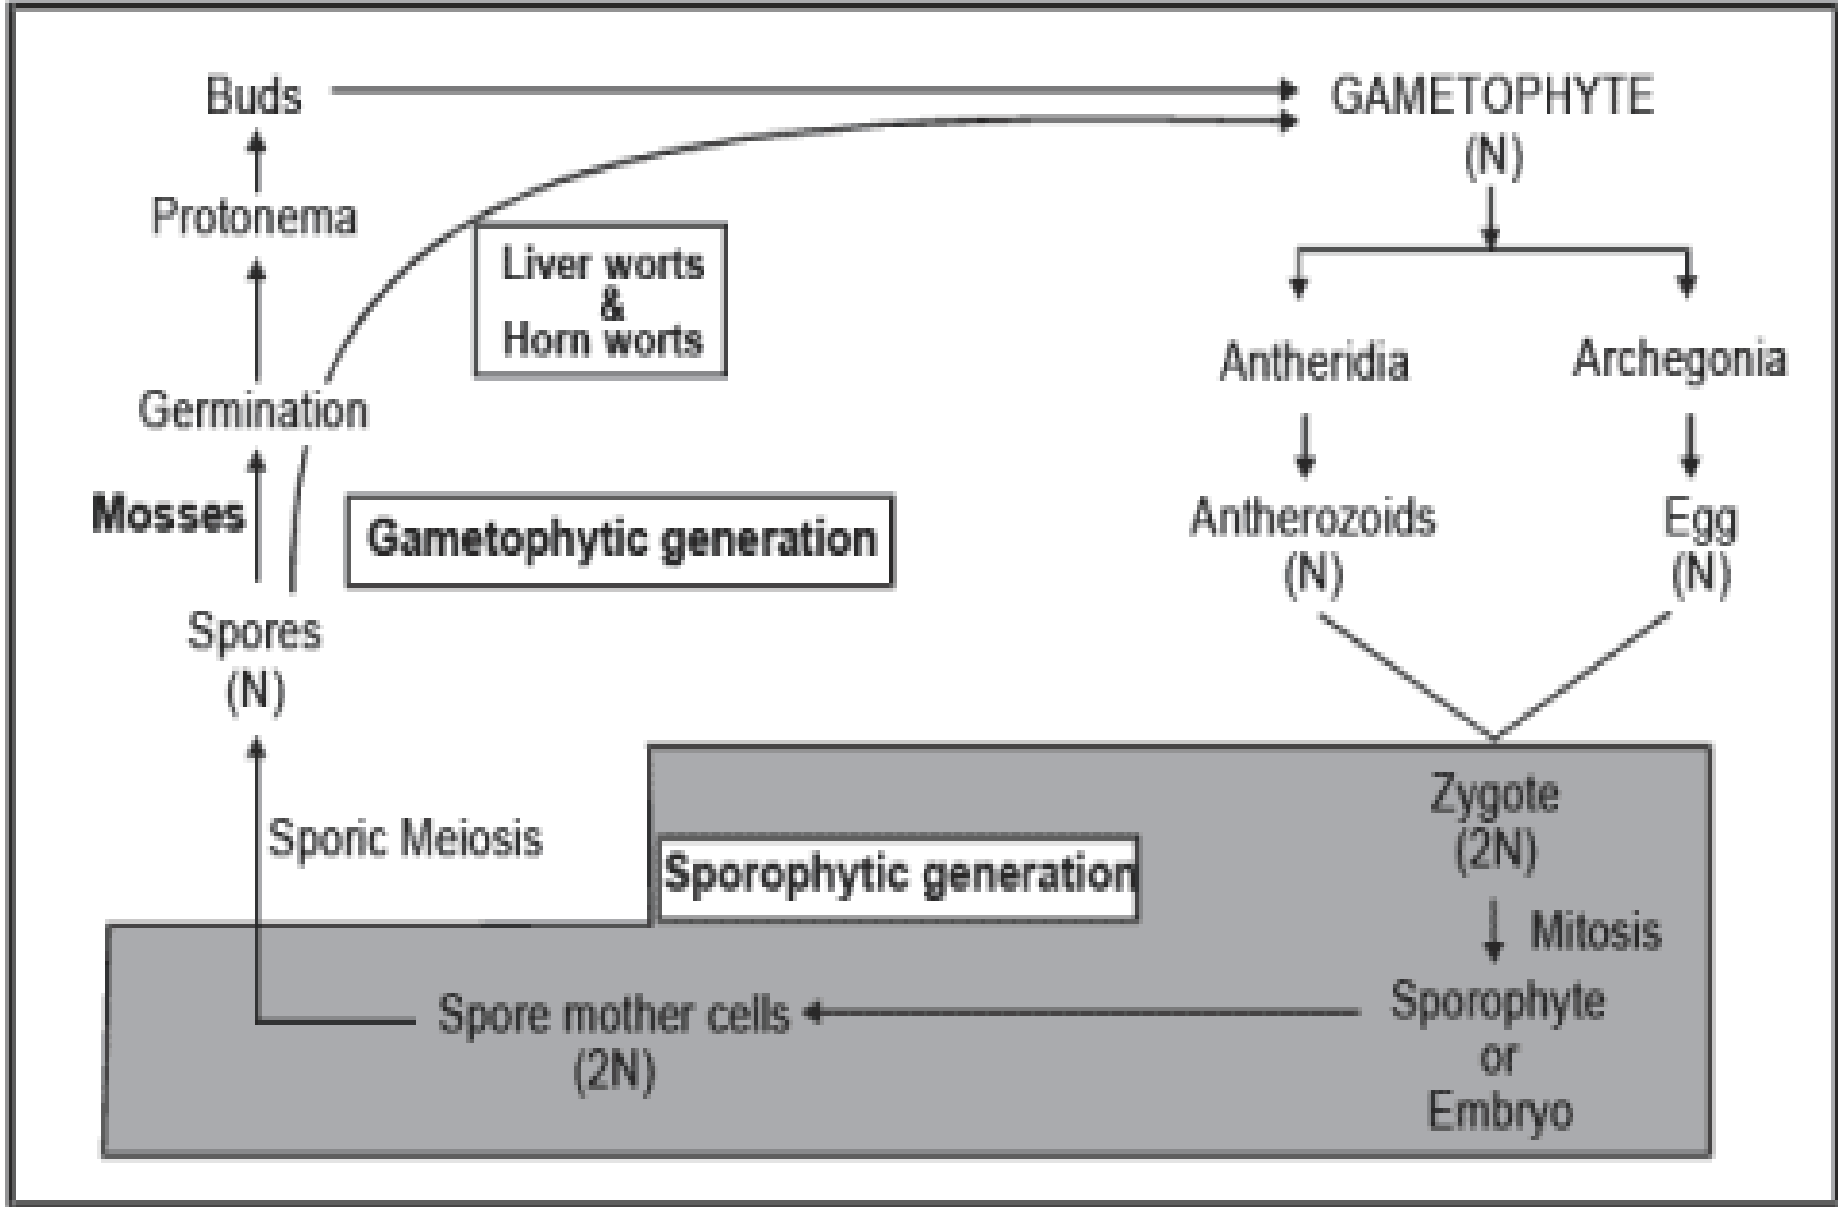 Buds
GAMETOPHYTE
(N)
Protonema
Liver worts
&
Horn worts
Germination
Antheridia
Archegonia
Mosses
Gametophytic generation
Antherozoids
(N)
Egg
(N)
Spores
(N)
Sporic Meiosis
Sporophytic generation
Zygote
(2N)
Mitosis
Spore mother cells
(2N)
Sporophyte
or
Embryo